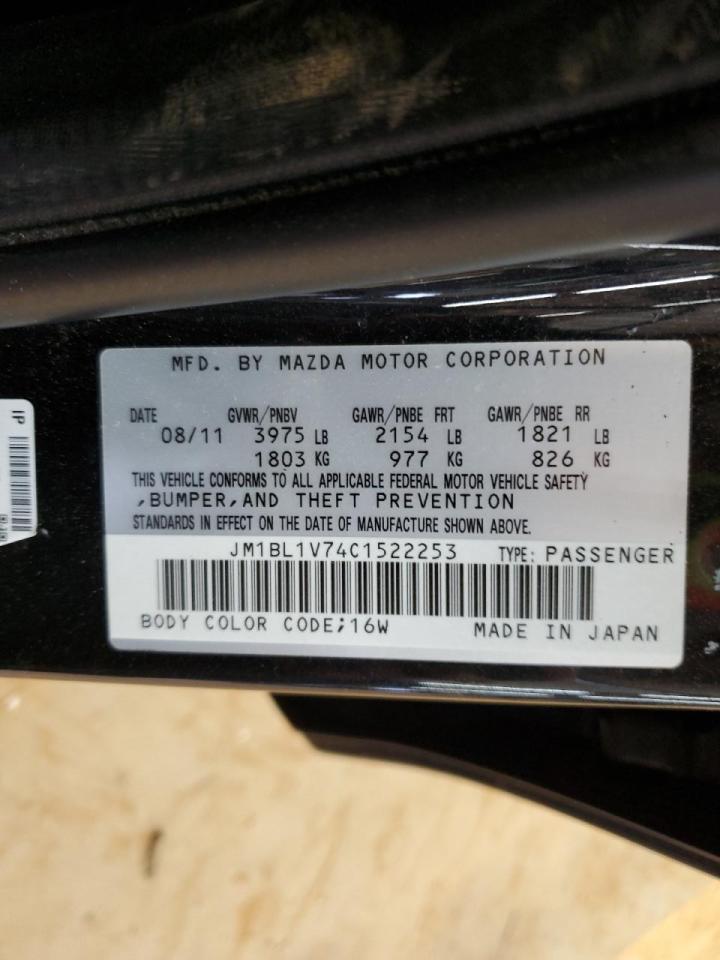 MFD. BY MAZDA MOTOR CORPORATION
DATE GVWR/PNBV GAWR/PNBE FRT GAWR/PNBE RR
08/11 3975 LB 2154 LB 1821 LB
1803 KG 977 KG 826 KG
THIS VEHICLE CONFORMS TO ALL APPLICABLE FEDERAL MOTOR VEHICLE SAFETY
,BUMPER,AND THEFT PREVENTION
STANDARDS IN EFFECT ON THE DATE OF MANUFACTURE SHOWN ABOVE.
JM1BL1V74C1522253 TYPE: PASSENGER
BODY COLOR CODE;16W MADE IN JAPAN
IP